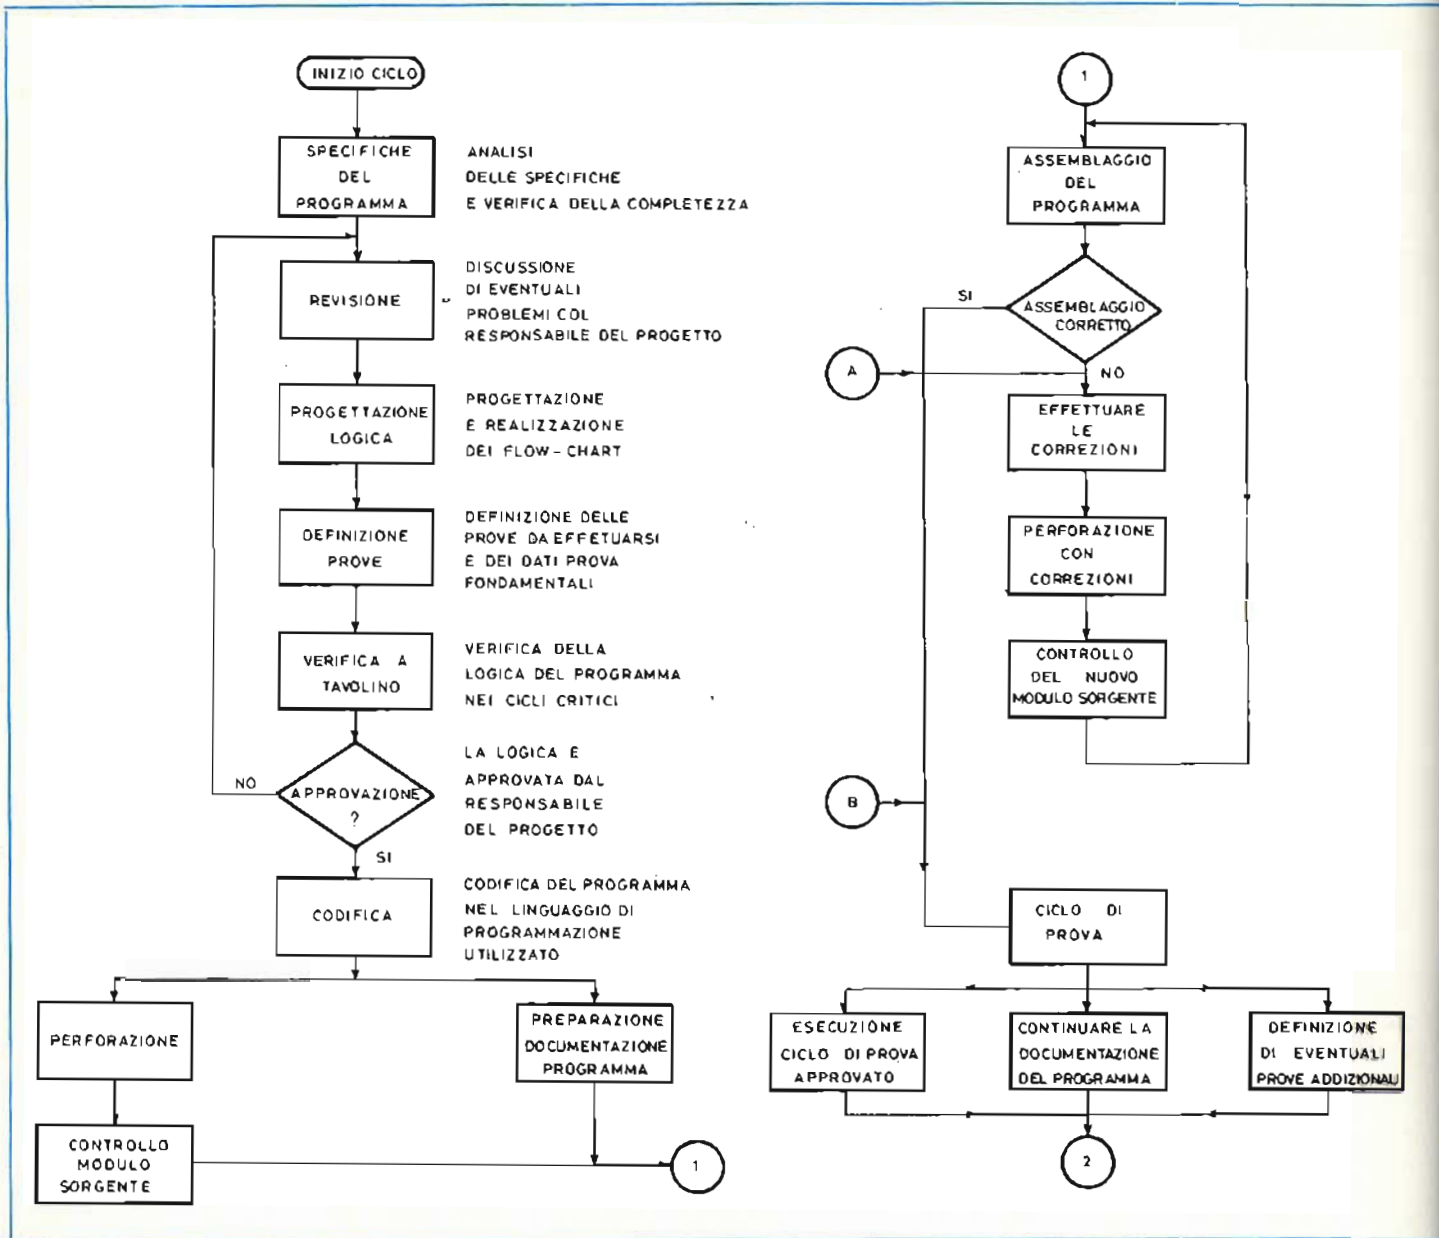 INIZIO CICLO
SPECIFICHE
DEL
PROGRAMMA
ANALISI
DELLE SPECIFICHE
E VERIFICA DELLA COMPLETEZZA
REVISIONE
DISCUSSIONE
DI EVENTUALI
PROBLEMI COL
RESPONSABILE DEL PROGETTO
PROGETTAZIONE
LOGICA
PROGETTAZIONE
E REALIZZAZIONE
DEI FLOW-CHART
DEFINIZIONE
PROVE
DEFINIZIONE DELLE
PROVE DA EFFETUARSI
E DEI DATI PROVA
FONDAMENTALI
VERIFICA A
TAVOLINO
VERIFICA DELLA
LOGICA DEL PROGRAMMA
NEI CICLI CRITICI
NO
APPROVAZIONE
?
SI
LA LOGICA E
APPROVATA DAL
RESPONSABILE
DEL PROGETTO
CODIFICA
CODIFICA DEL PROGRAMMA
NEL LINGUAGGIO DI
PROGRAMMAZIONE
UTILIZZATO
PERFORAZIONE
PREPARAZIONE
DOCUMENTAZIONE
PROGRAMMA
CONTROLLO
MODULO
SORGENTE
1
1
ASSEMBLAGGIO
DEL
PROGRAMMA
SI
ASSEMBLAGGIO
CORRETTO
A
NO
EFFETTUARE
LE
CORREZIONI
PERFORAZIONE
CON
CORREZIONI
CONTROLLO
DEL NUOVO
MODULO SORGENTE
B
CICLO DI
PROVA
ESECUZIONE
CICLO DI PROVA
APPROVATO
CONTINUARE LA
DOCUMENTAZIONE
DEL PROGRAMMA
DEFINIZIONE
DI EVENTUALI
PROVE ADDIZIONALI
2